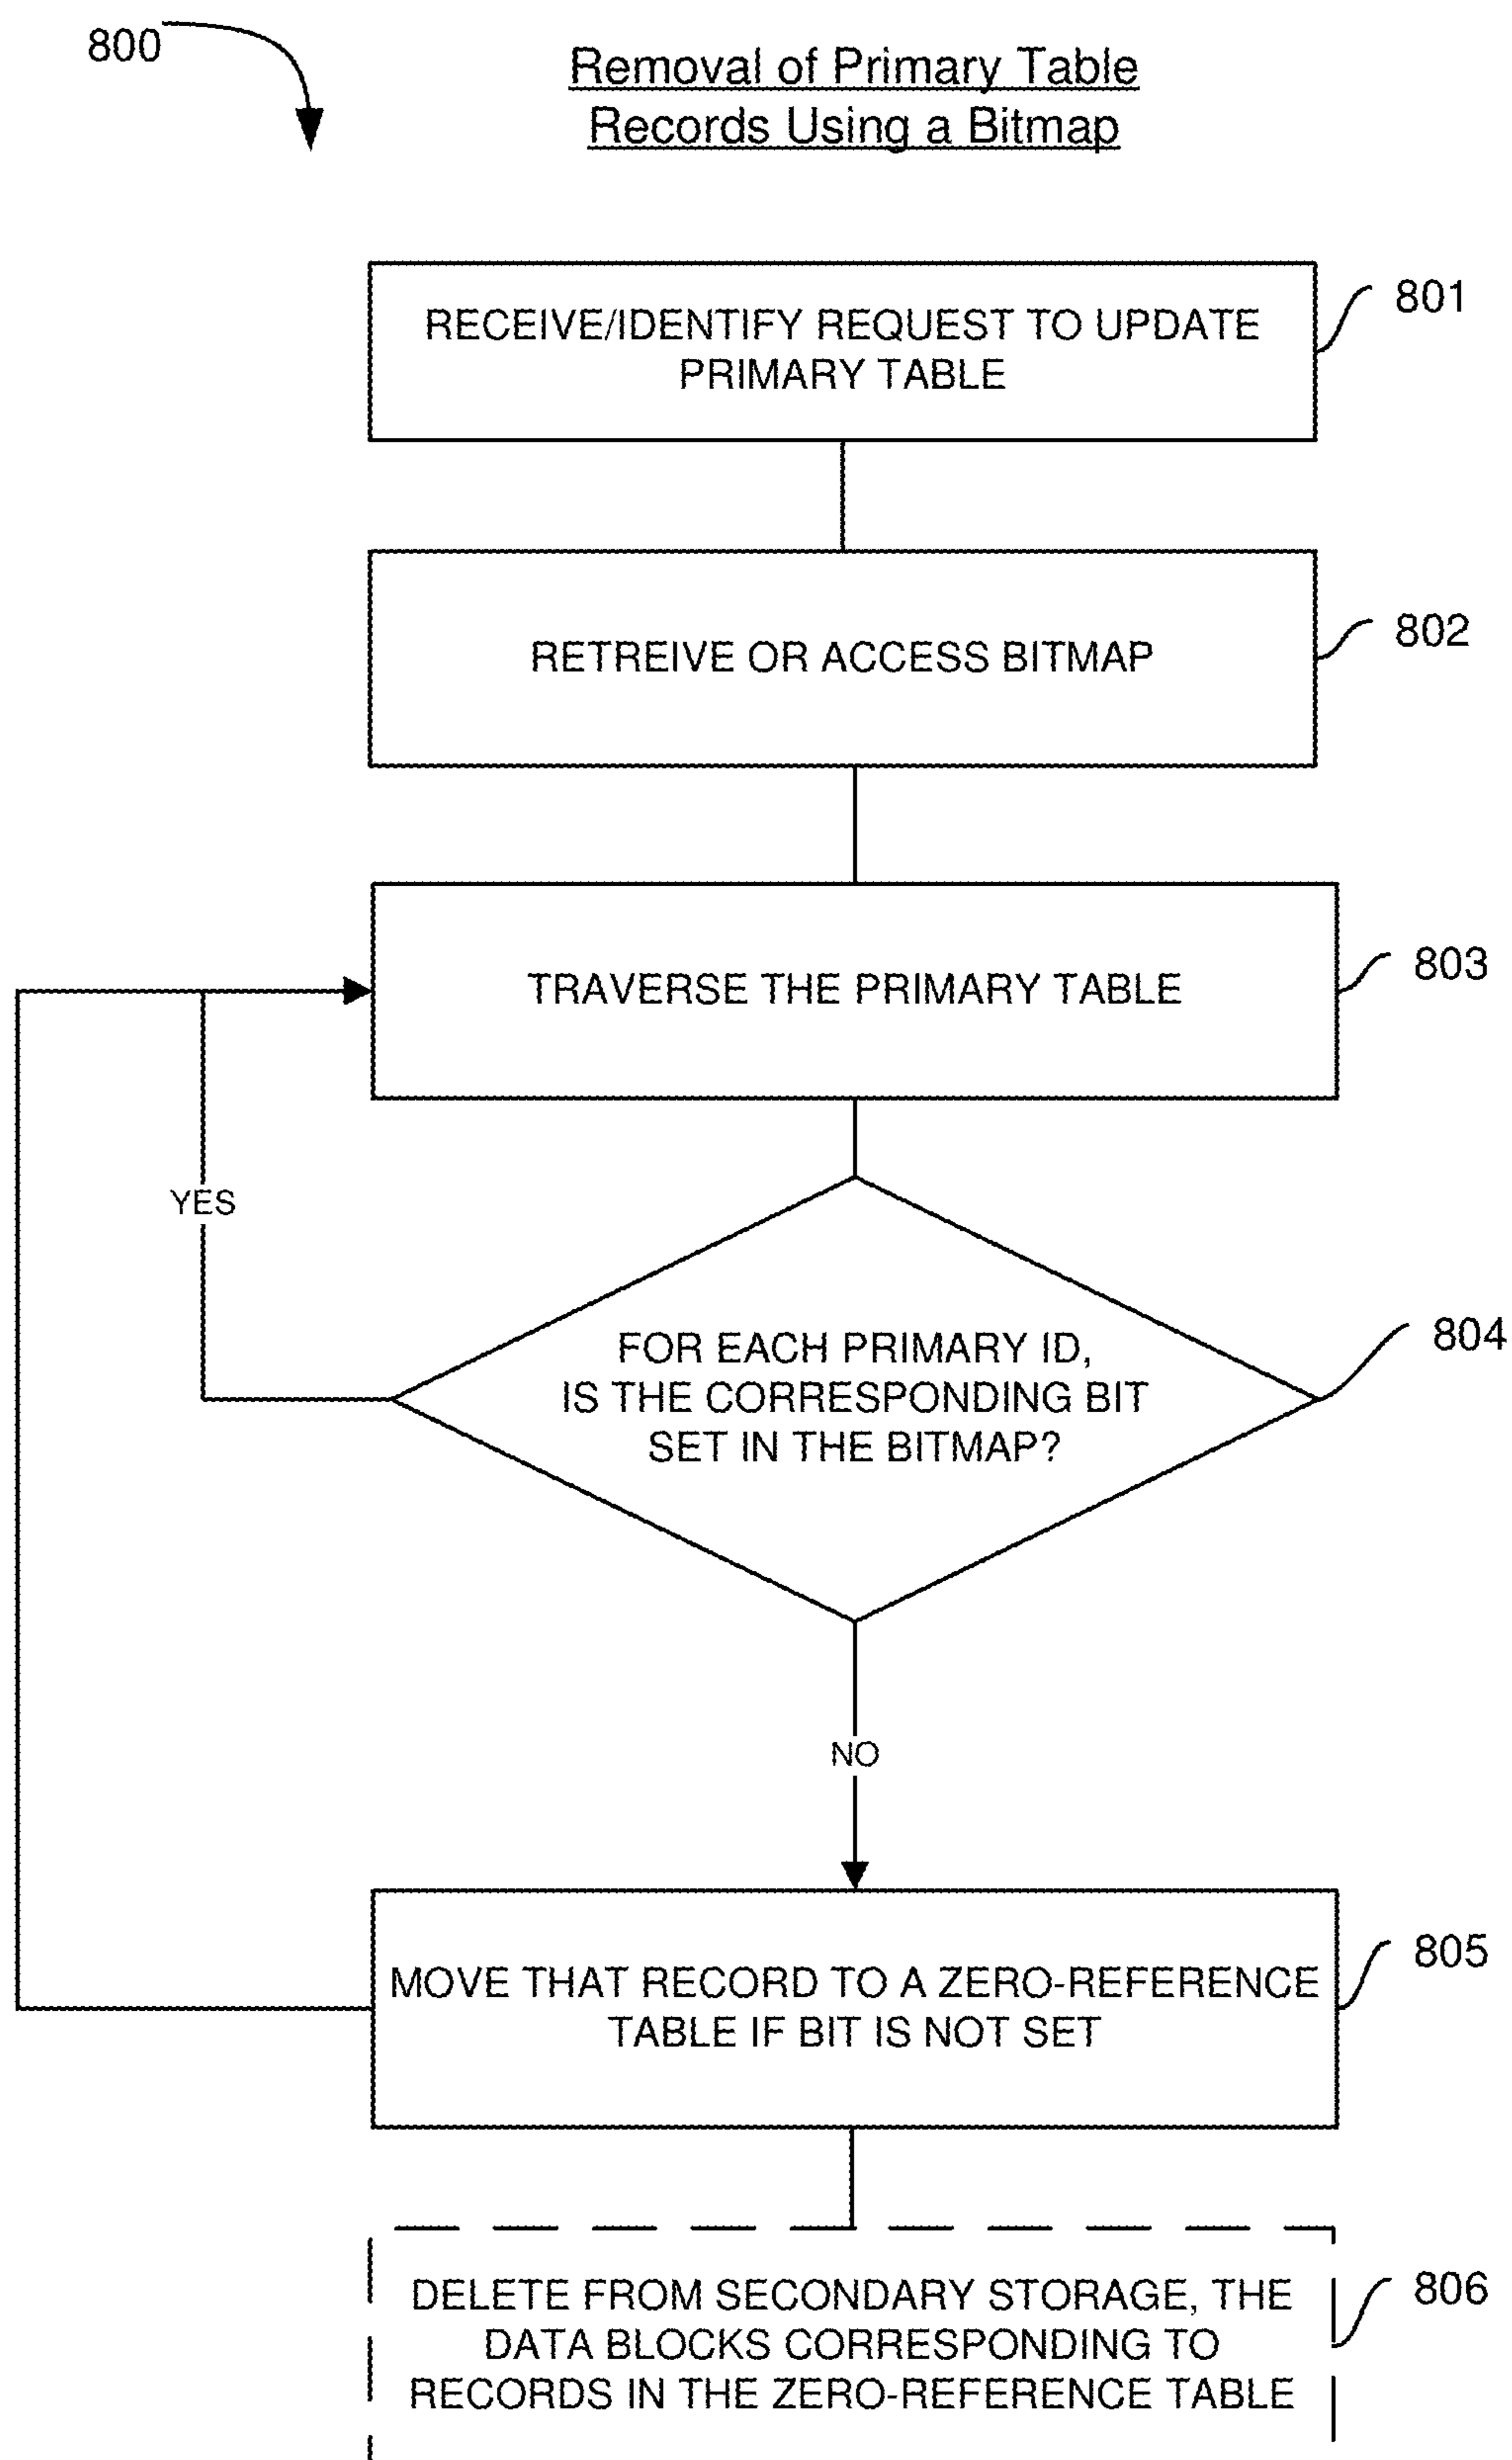 800
Removal of Primary Table
Records Using a Bitmap
RECEIVE/IDENTIFY REQUEST TO UPDATE
PRIMARY TABLE
801
RETREIVE OR ACCESS BITMAP
802
TRAVERSE THE PRIMARY TABLE
803
YES
FOR EACH PRIMARY ID,
IS THE CORRESPONDING BIT
SET IN THE BITMAP?
804
NO
MOVE THAT RECORD TO A ZERO-REFERENCE
TABLE IF BIT IS NOT SET
805
DELETE FROM SECONDARY STORAGE, THE
DATA BLOCKS CORRESPONDING TO
RECORDS IN THE ZERO-REFERENCE TABLE
806